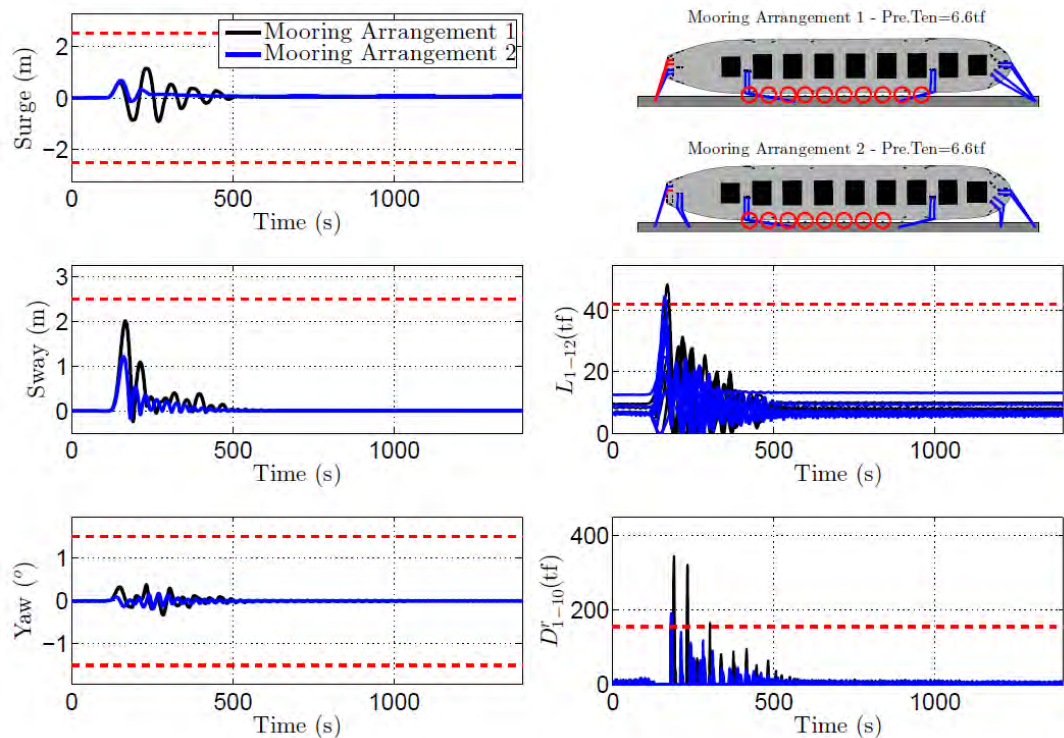 Surge (m)
2
0
−2
Mooring Arrangement 1
Mooring Arrangement 2
0
500
1000
Time (s)
Mooring Arrangement 1 - Pre.Ten=6.6tf
Mooring Arrangement 2 - Pre.Ten=6.6tf
Sway (m)
3
2
1
0
0
500
1000
Time (s)
L1−12(tf)
40
20
0
0
500
1000
Time (s)
Yaw (o)
1
0
−1
0
500
1000
Time (s)
Dr1−10(tf)
400
200
0
0
500
1000
Time (s)